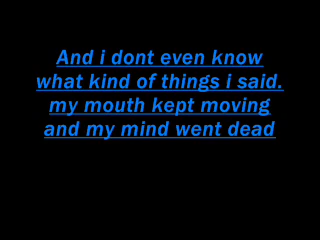 And i dont even know
what kind of things i said.
my mouth kept moving
and my mind went dead